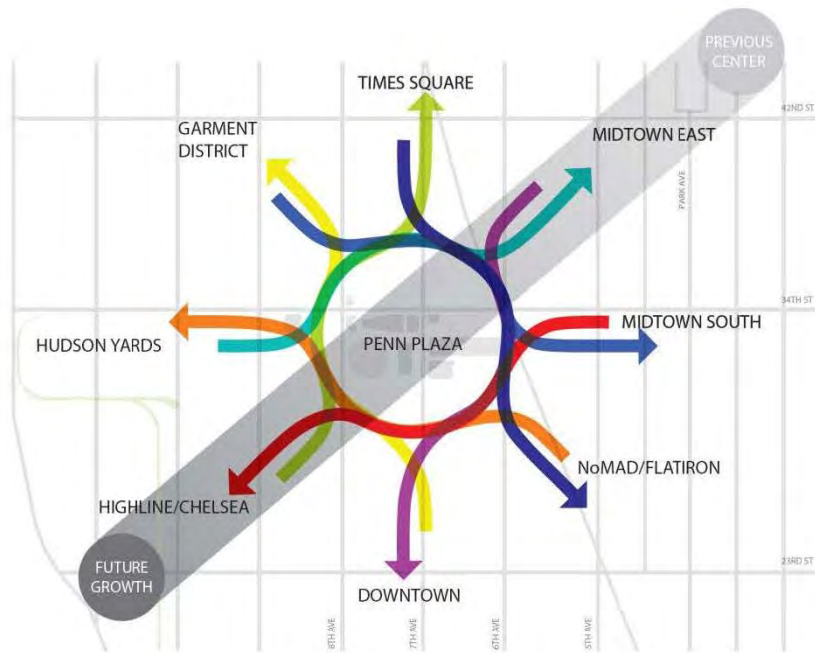 PREVIOUS
CENTER
TIMES SQUARE
42ND ST
GARMENT
DISTRICT
MIDTOWN EAST
PARK AVE
34TH ST
MIDTOWN SOUTH
HUDSON YARDS
PENN PLAZA
NoMAD/FLATIRON
HIGHLINE/CHELSEA
FUTURE
GROWTH
23RD ST
DOWNTOWN
8TH AVE
7TH AVE
6TH AVE
5TH AVE